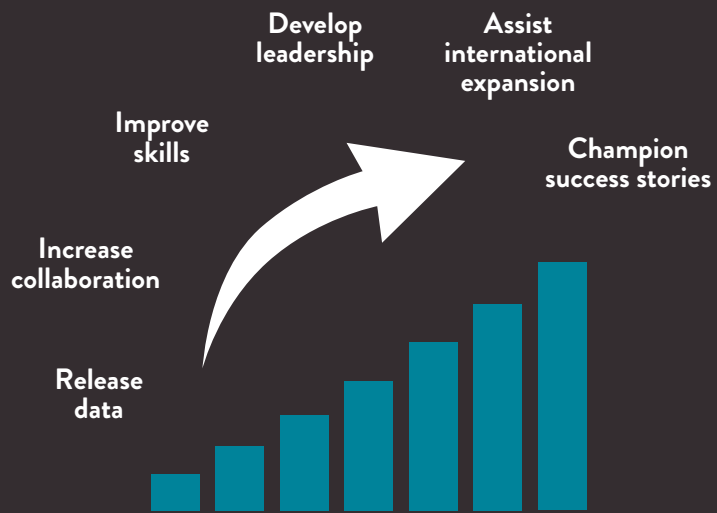 Develop
leadership
Assist
international
expansion
Improve
skills
Champion
success stories
Increase
collaboration
Release
data